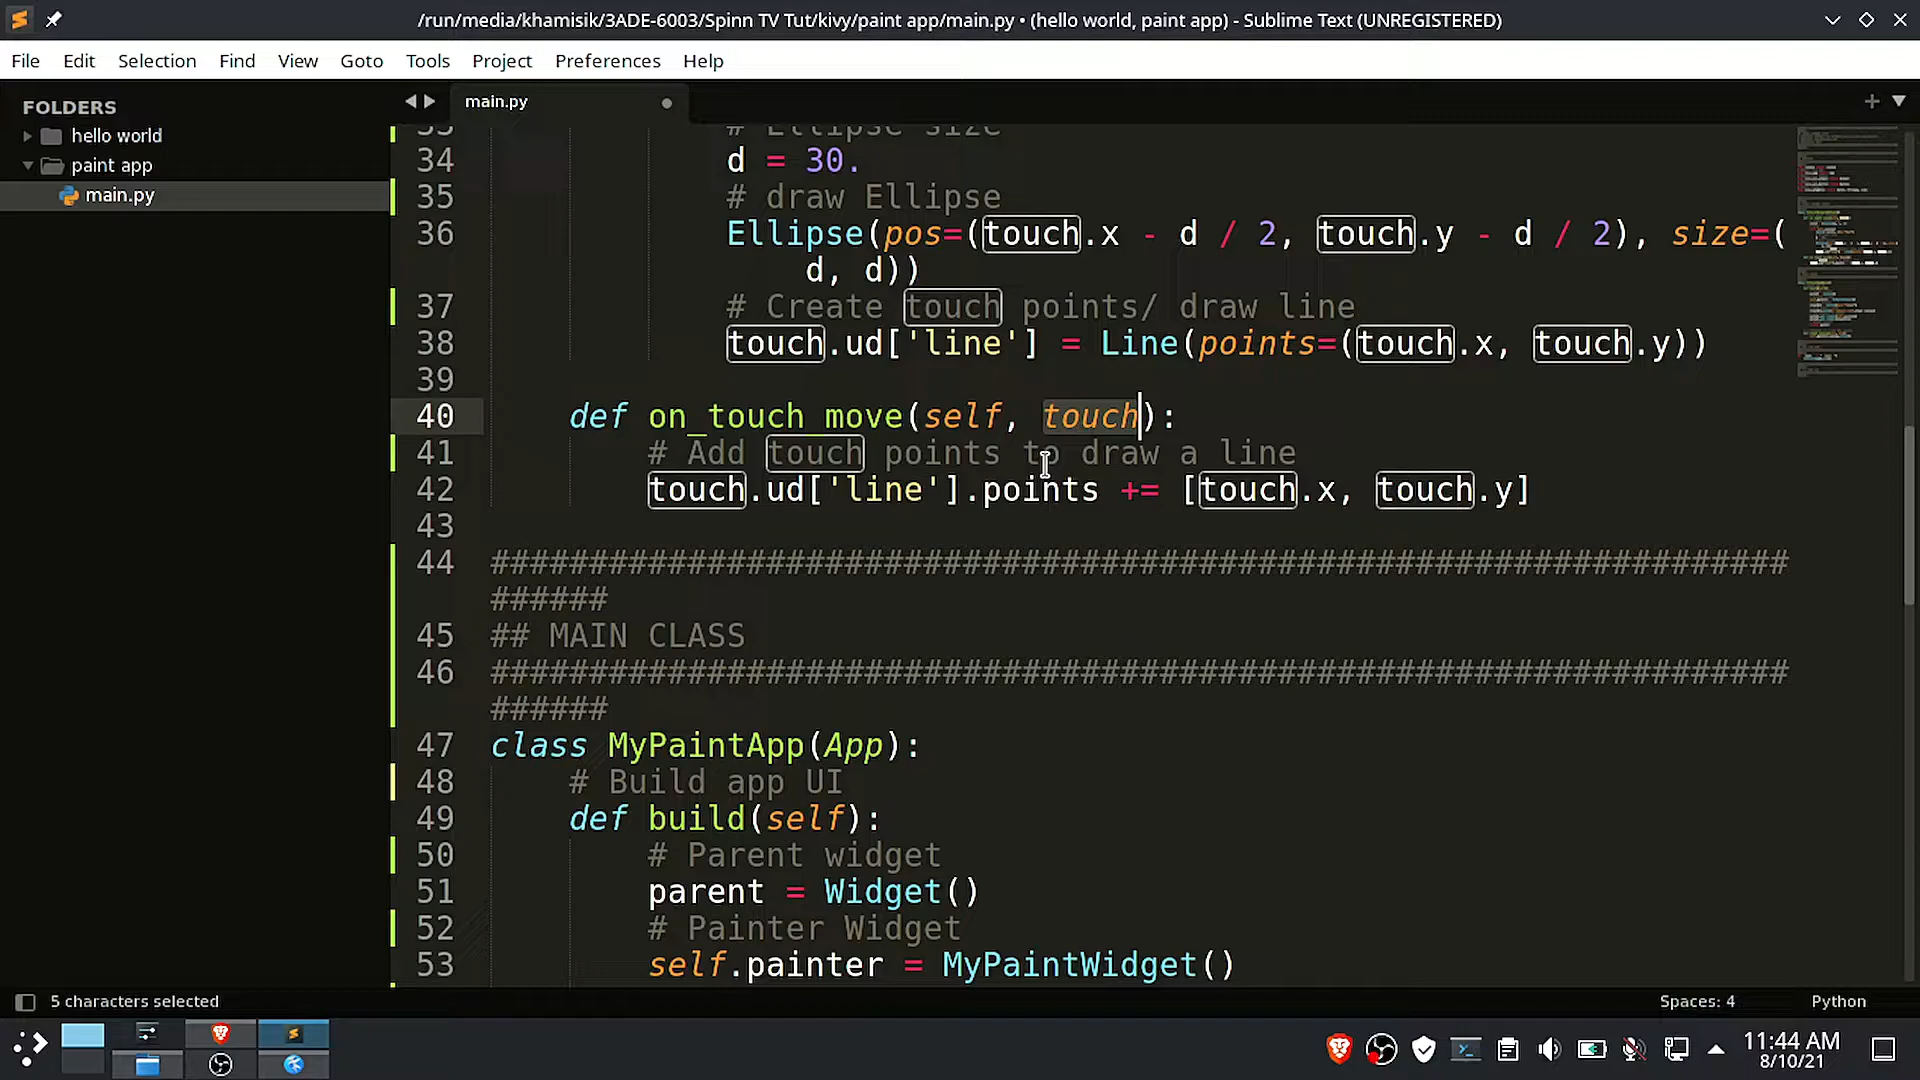 /run/media/khamisik/3ADE-6003/Spinn TV Tut/kivy/paint app/main.py • (hello world, paint app) - Sublime Text (UNREGISTERED)
File Edit Selection Find View Goto Tools Project Preferences Help
FOLDERS
hello world
paint app
main.py
main.py
33 # Ellipse size
34 d = 30.
35 # draw Ellipse
36 Ellipse(pos=(touch.x - d / 2, touch.y - d / 2), size=(
d, d))
37 # Create touch points/ draw line
38 touch.ud['line'] = Line(points=(touch.x, touch.y))
39
40 def on_touch_move(self, touch):
41 # Add touch points to draw a line
42 touch.ud['line'].points += [touch.x, touch.y]
43
44 ##################################################################
######
45 ## MAIN CLASS
46 ##################################################################
######
47 class MyPaintApp(App):
48 # Build app UI
49 def build(self):
50 # Parent widget
51 parent = Widget()
52 # Painter Widget
53 self.painter = MyPaintWidget()
5 characters selected
Spaces: 4 Python
11:44 AM
8/10/21